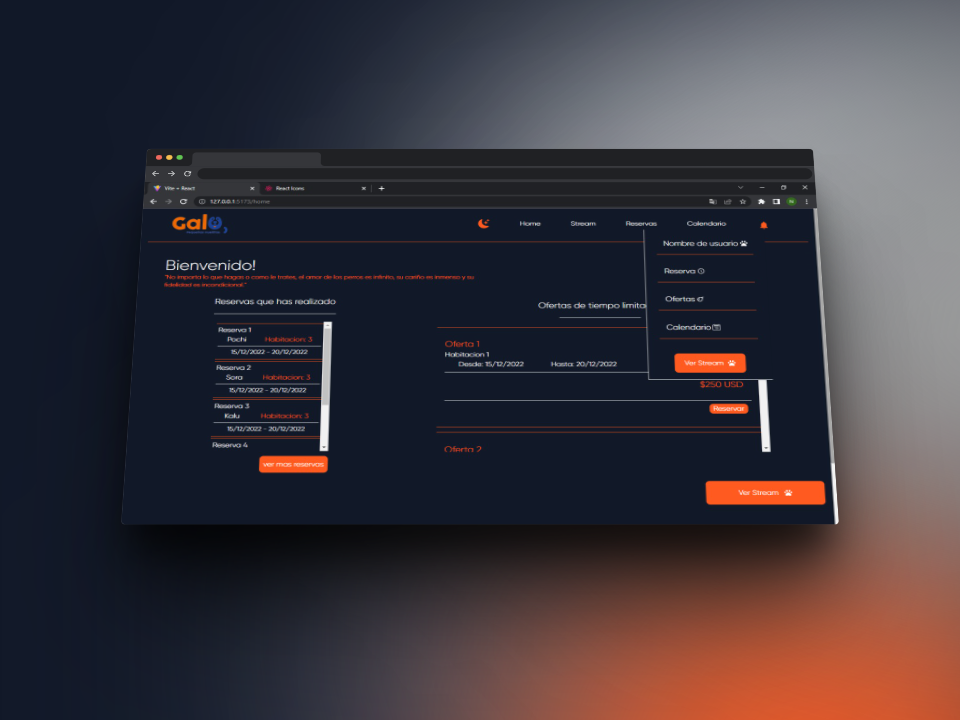 Vite + React
React Icons
127.0.0.1:5173/home
Galo
Home
Stream
Reservas
Calendario
Nombre de usuario
Reserva
Ofertas
Calendario
Ver Stream
Bienvenido!
"No importa lo que hagas o como le trates, el amor de los perros es infinito, su cariño es inmenso y su
fidelidad es incondicional."
Reservas que has realizado
Reserva 1
Pochi Habitacion: 3
15/12/2022 - 20/12/2022
Reserva 2
Sora Habitacion: 3
15/12/2022 - 20/12/2022
Reserva 3
Kalu Habitacion: 3
15/12/2022 - 20/12/2022
Reserva 4
ver mas reservas
Ofertas de tiempo limita
Oferta 1
Habitacion 1
Desde: 15/12/2022 Hasta: 20/12/2022
$250 USD
Reservar
Oferta 2
Ver Stream